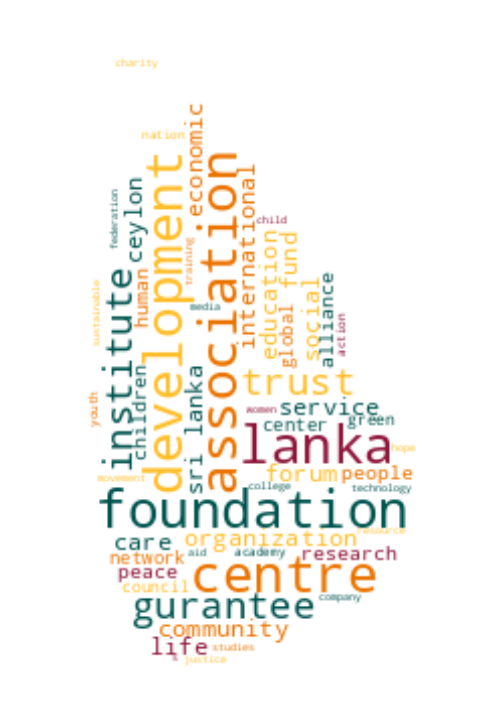 charity
nation
economic
development
association
federation
ceylon
international
child
training
human
education
fund
social
global
alliance
action
sustainable
institute
media
children
sri lanka
youth
trust
women
service
center
green
lanka
hope
forum
people
movement
college
technology
foundation
resource
care
organization
network
aid
academy
research
peace
centre
council
company
gurantee
community
life
studies
justice